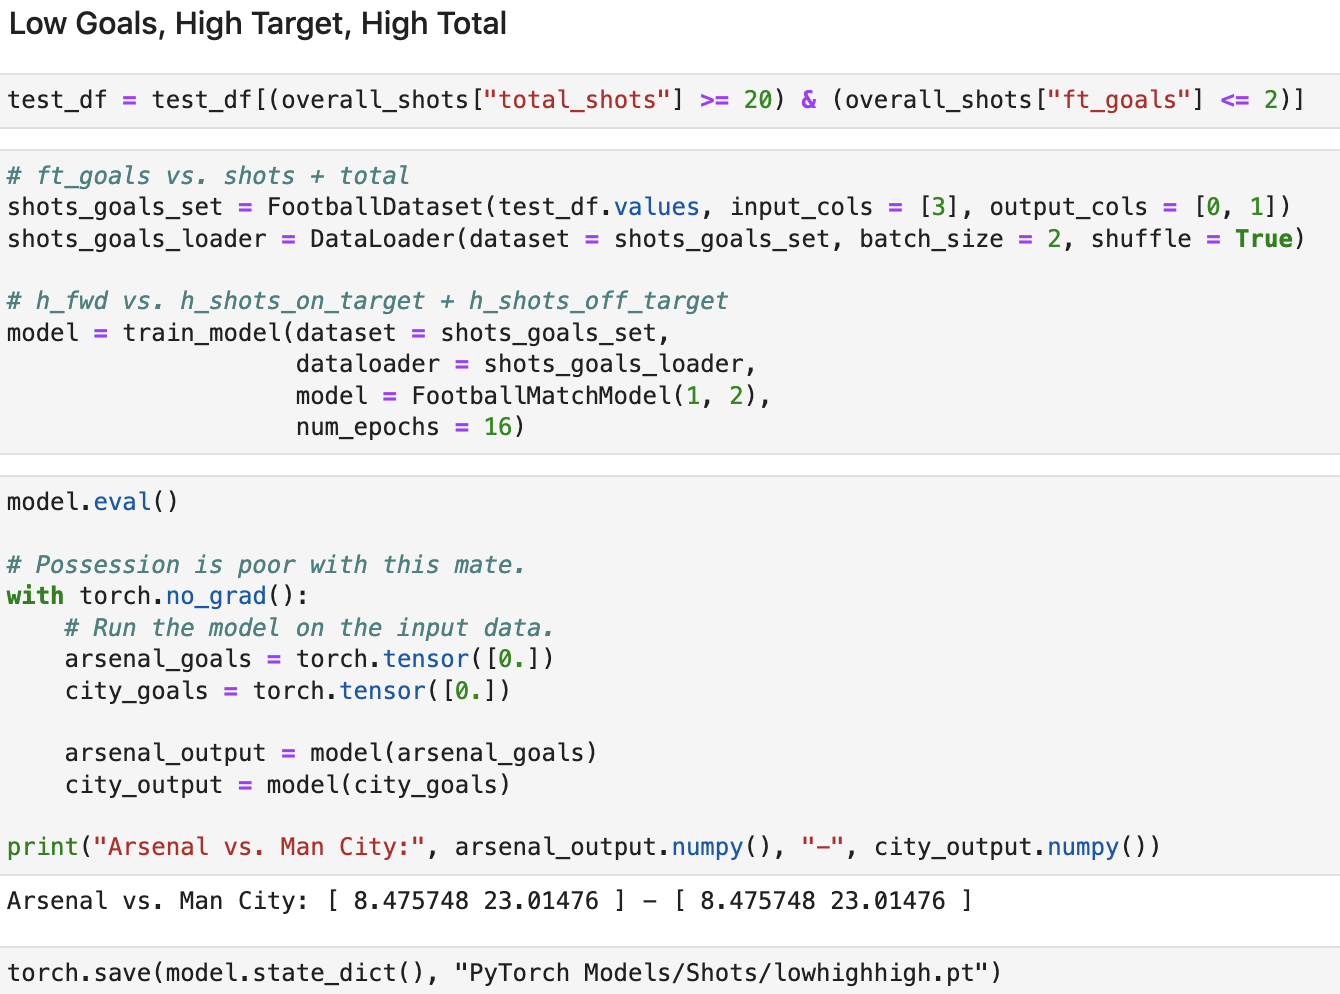 Low Goals, High Target, High Total
test_df = test_df[(overall_shots["total_shots"] >= 20) & (overall_shots["ft_goals"] <= 2)]
# ft_goals vs. shots + total
shots_goals_set = FootballDataset(test_df.values, input_cols = [3], output_cols = [0, 1])
shots_goals_loader = DataLoader(dataset = shots_goals_set, batch_size = 2, shuffle = True)
# h_fwd vs. h_shots_on_target + h_shots_off_target
model = train_model(dataset = shots_goals_set,
dataloader = shots_goals_loader,
model = FootballMatchModel(1, 2),
num_epochs = 16)
model.eval()
# Possession is poor with this mate.
with torch.no_grad():
# Run the model on the input data.
arsenal_goals = torch.tensor([0.])
city_goals = torch.tensor([0.])
arsenal_output = model(arsenal_goals)
city_output = model(city_goals)
print("Arsenal vs. Man City:", arsenal_output.numpy(), "–", city_output.numpy())
Arsenal vs. Man City: [ 8.475748 23.01476 ] – [ 8.475748 23.01476 ]
torch.save(model.state_dict(), "PyTorch Models/Shots/lowhighhigh.pt")